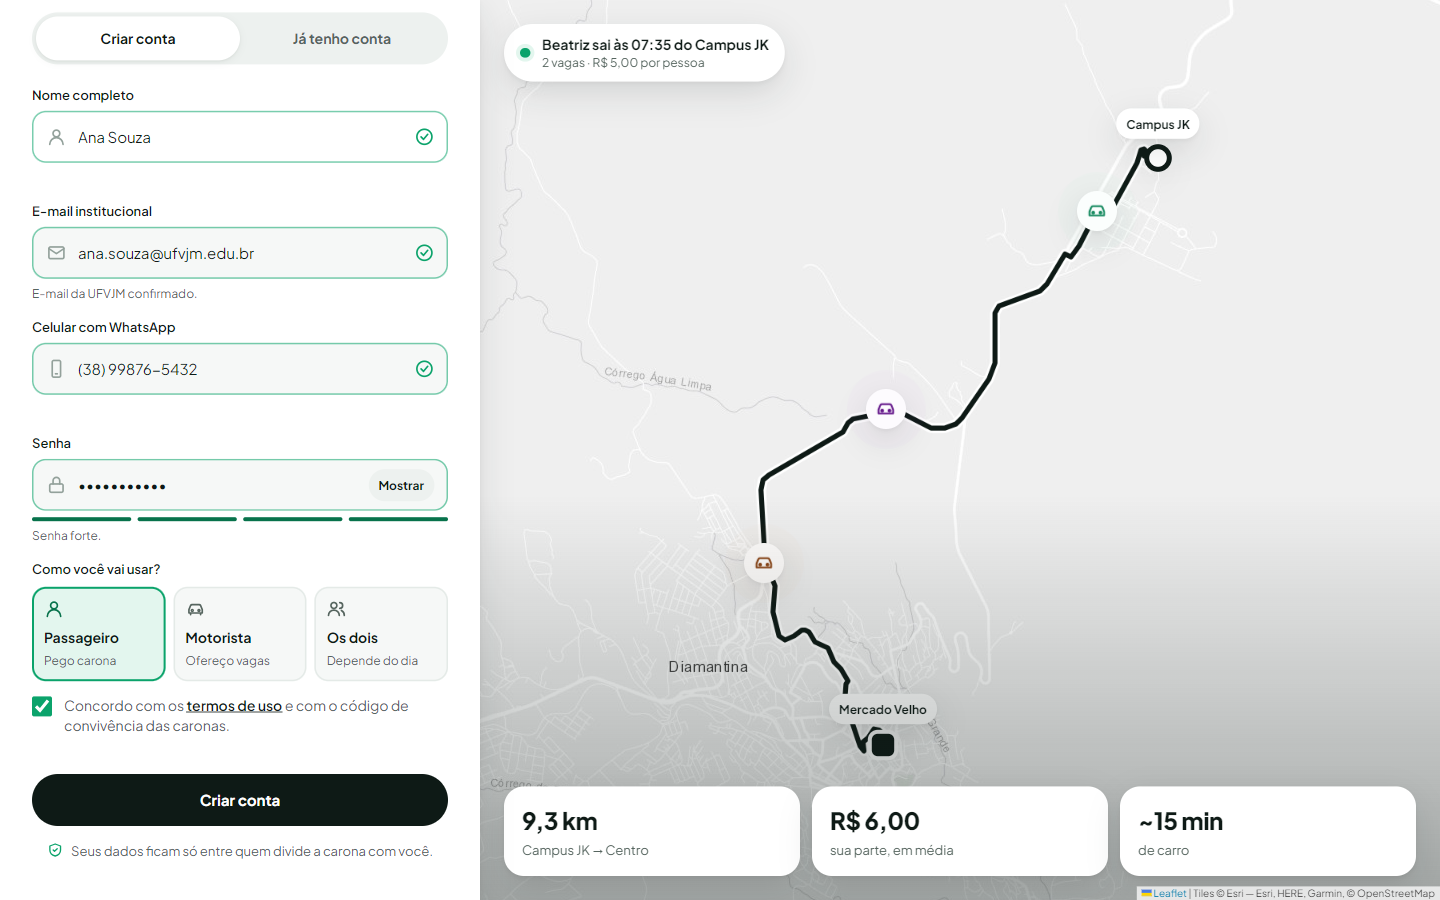 Criar conta
Já tenho conta
Nome completo
Ana Souza
E-mail institucional
ana.souza@ufvjm.edu.br
E-mail da UFVJM confirmado.
Celular com WhatsApp
(38) 99876-5432
Senha
•••••••••••
Mostrar
Senha forte.
Como você vai usar?
Passageiro
Pego carona
Motorista
Ofereço vagas
Os dois
Depende do dia
Concordo com os termos de uso e com o código de
convivência das caronas.
Criar conta
Seus dados ficam só entre quem divide a carona com você.
Beatriz sai às 07:35 do Campus JK
2 vagas · R$ 5,00 por pessoa
Campus JK
Córrego Água Limpa
Diamantina
Mercado Velho
Grande
Córrego
9,3 km
Campus JK → Centro
R$ 6,00
sua parte, em média
~15 min
de carro
Leaflet | Tiles © Esri — Esri, HERE, Garmin, © OpenStreetMap